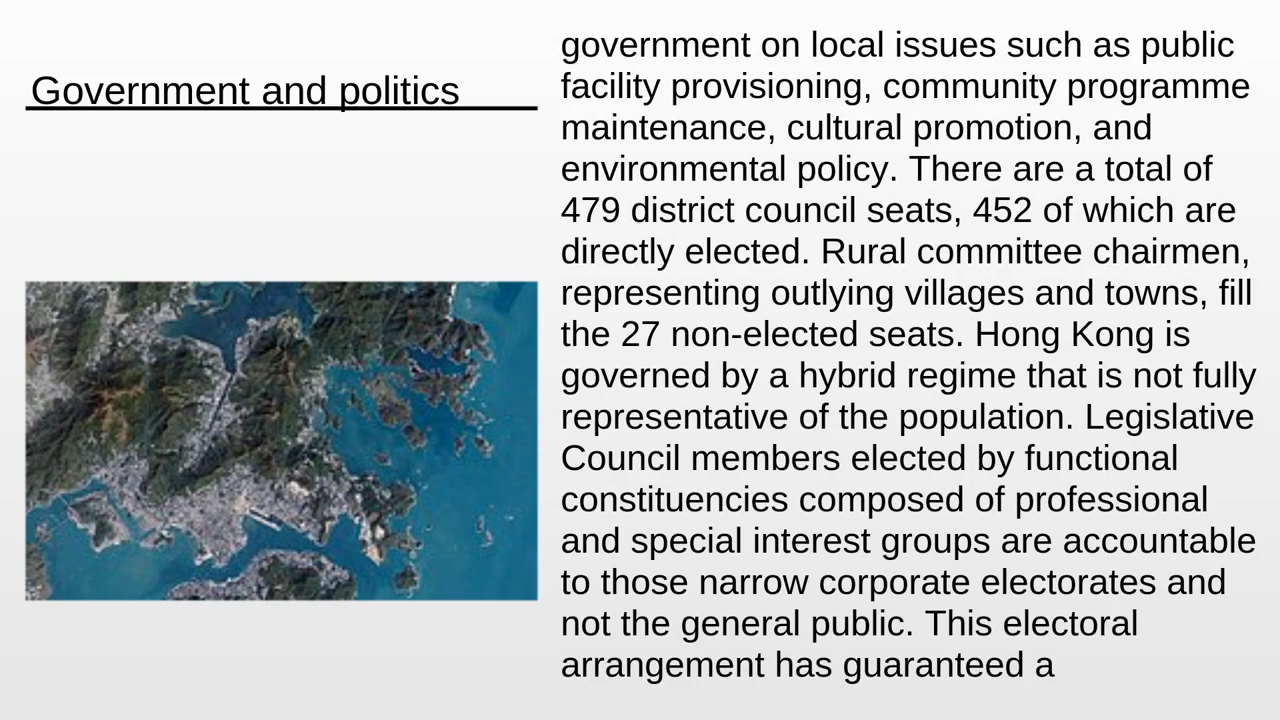 Government and politics
government on local issues such as public
facility provisioning, community programme
maintenance, cultural promotion, and
environmental policy. There are a total of
479 district council seats, 452 of which are
directly elected. Rural committee chairmen,
representing outlying villages and towns, fill
the 27 non-elected seats. Hong Kong is
governed by a hybrid regime that is not fully
representative of the population. Legislative
Council members elected by functional
constituencies composed of professional
and special interest groups are accountable
to those narrow corporate electorates and
not the general public. This electoral
arrangement has guaranteed a